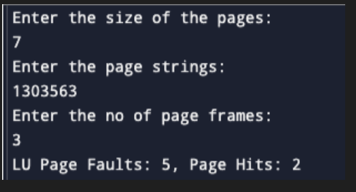 Enter the size of the pages:
7
Enter the page strings:
1303563
Enter the no of page frames:
3
LU Page Faults: 5, Page Hits: 2